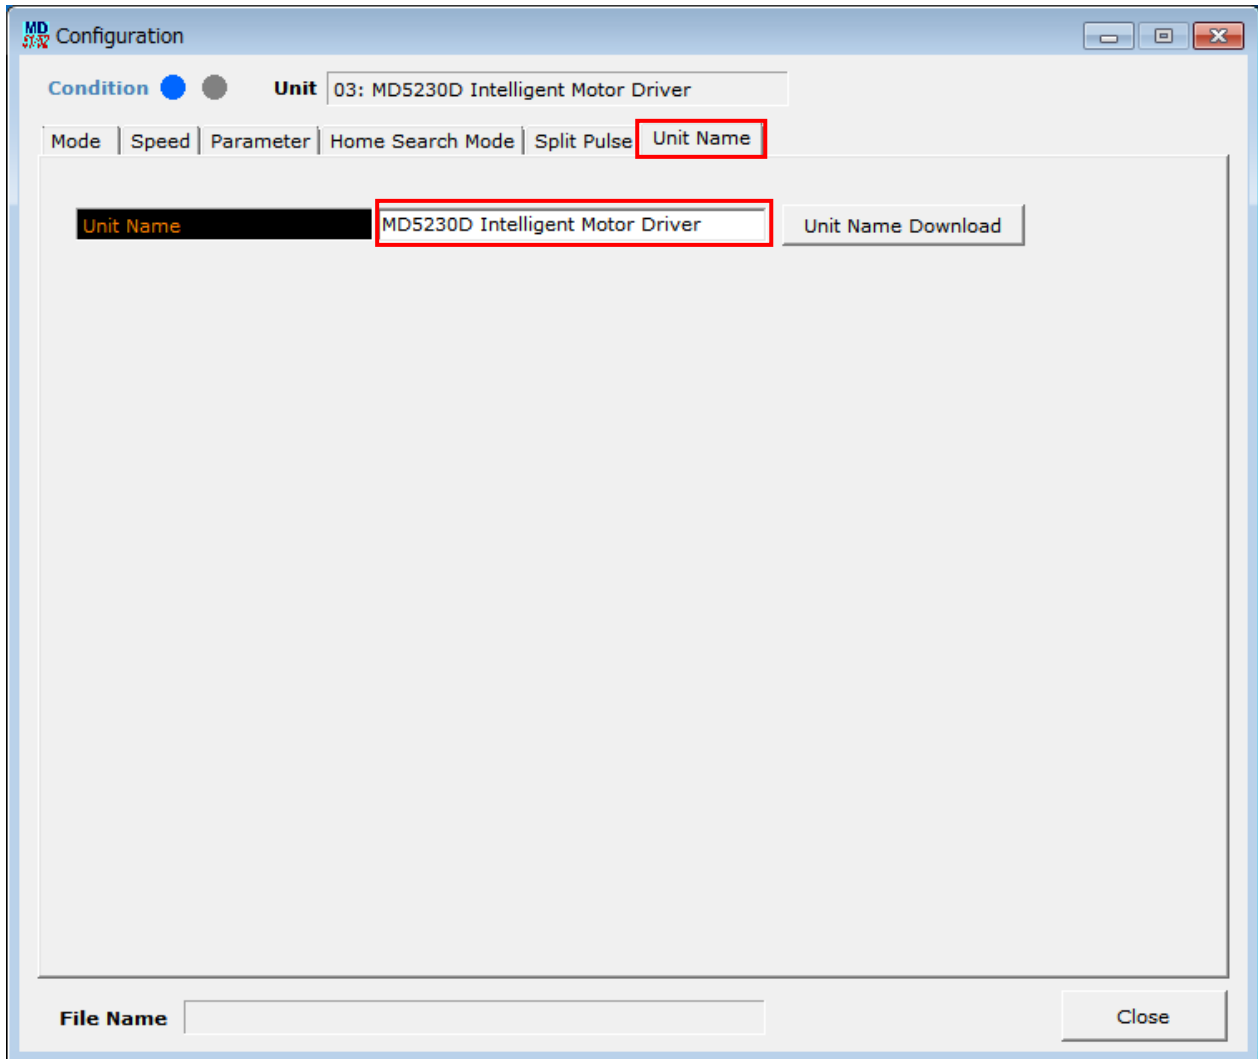 MD Configuration
Condition Unit 03: MD5230D Intelligent Motor Driver
Mode Speed Parameter Home Search Mode Split Pulse Unit Name
Unit Name MD5230D Intelligent Motor Driver Unit Name Download
File Name Close